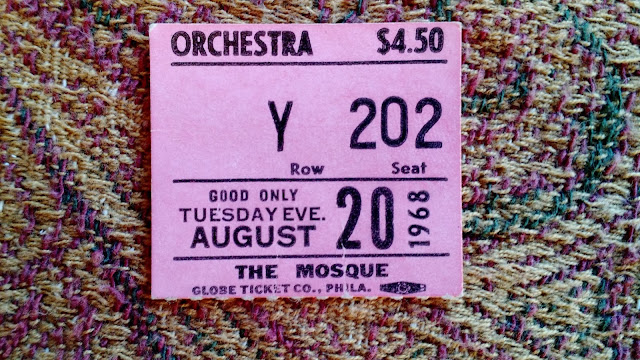 ORCHESTRA $4.50
Y 202
Row Seat
GOOD ONLY
TUESDAY EVE.
AUGUST 20 1968
THE MOSQUE
GLOBE TICKET CO., PHILA.